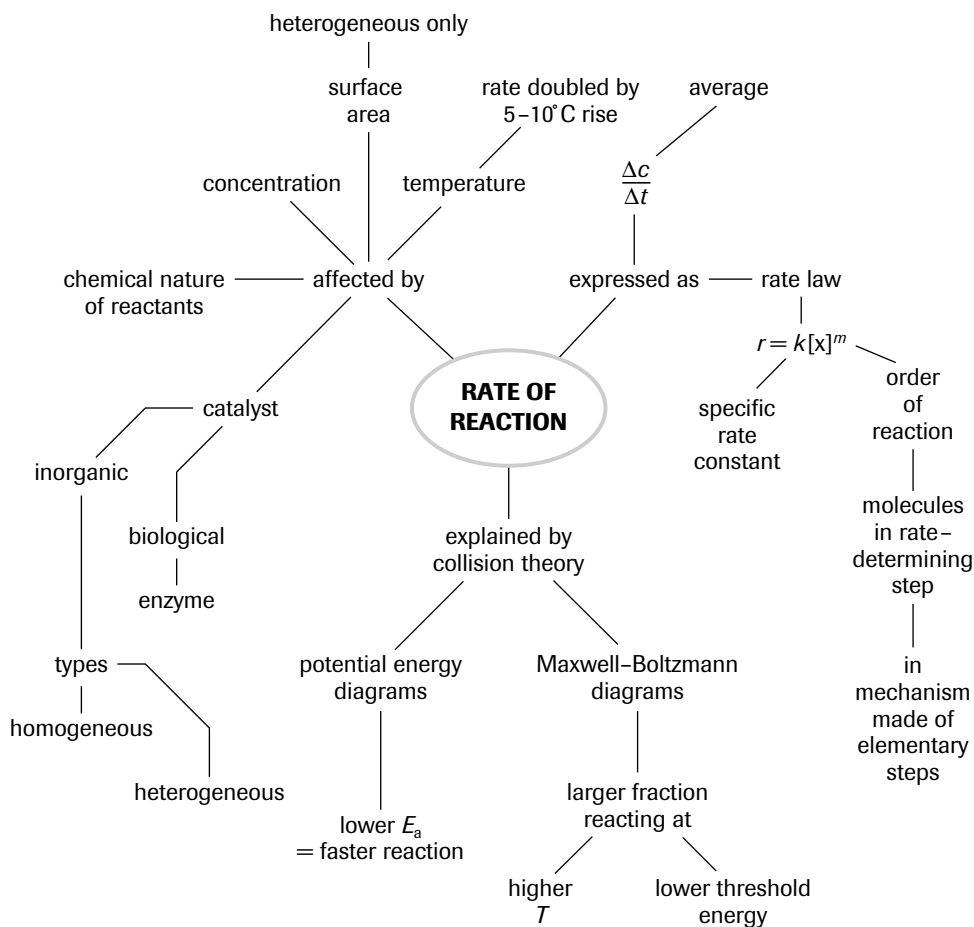 heterogeneous only
surface
area
rate doubled by
5–10°C rise
average
concentration
temperature
Δc
Δt
chemical nature
of reactants
affected by
expressed as
rate law
r = k[x]ᵐ
RATE OF
REACTION
order
of
reaction
specific
rate
constant
catalyst
inorganic
biological
enzyme
explained by
collision theory
molecules
in rate–
determining
step
types
homogeneous
heterogeneous
potential energy
diagrams
Maxwell–Boltzmann
diagrams
in
mechanism
made of
elementary
steps
lower Eₐ
= faster reaction
larger fraction
reacting at
higher
T
lower threshold
energy